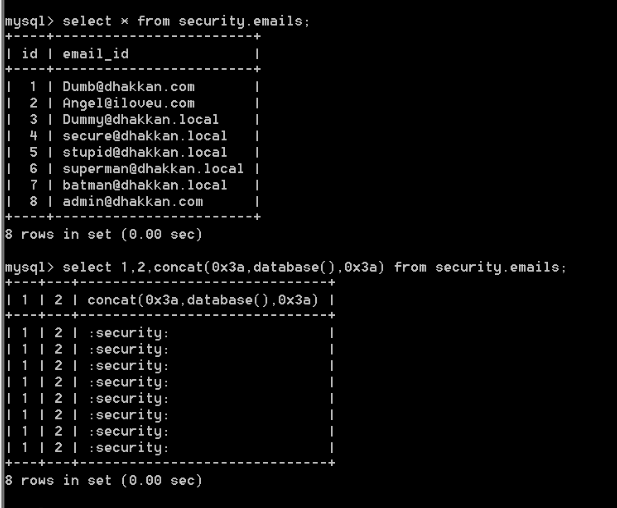 mysql> select * from security.emails;
+----+------------------------+
| id | email_id               |
+----+------------------------+
|  1 | Dumb@dhakkan.com       |
|  2 | Angel@iloveu.com       |
|  3 | Dummy@dhakkan.local    |
|  4 | secure@dhakkan.local   |
|  5 | stupid@dhakkan.local   |
|  6 | superman@dhakkan.local |
|  7 | batman@dhakkan.local   |
|  8 | admin@dhakkan.com      |
+----+------------------------+
8 rows in set (0.00 sec)
mysql> select 1,2,concat(0x3a,database(),0x3a) from security.emails;
+---+---+------------------------------+
| 1 | 2 | concat(0x3a,database(),0x3a) |
+---+---+------------------------------+
| 1 | 2 | :security:                   |
| 1 | 2 | :security:                   |
| 1 | 2 | :security:                   |
| 1 | 2 | :security:                   |
| 1 | 2 | :security:                   |
| 1 | 2 | :security:                   |
| 1 | 2 | :security:                   |
| 1 | 2 | :security:                   |
+---+---+------------------------------+
8 rows in set (0.00 sec)